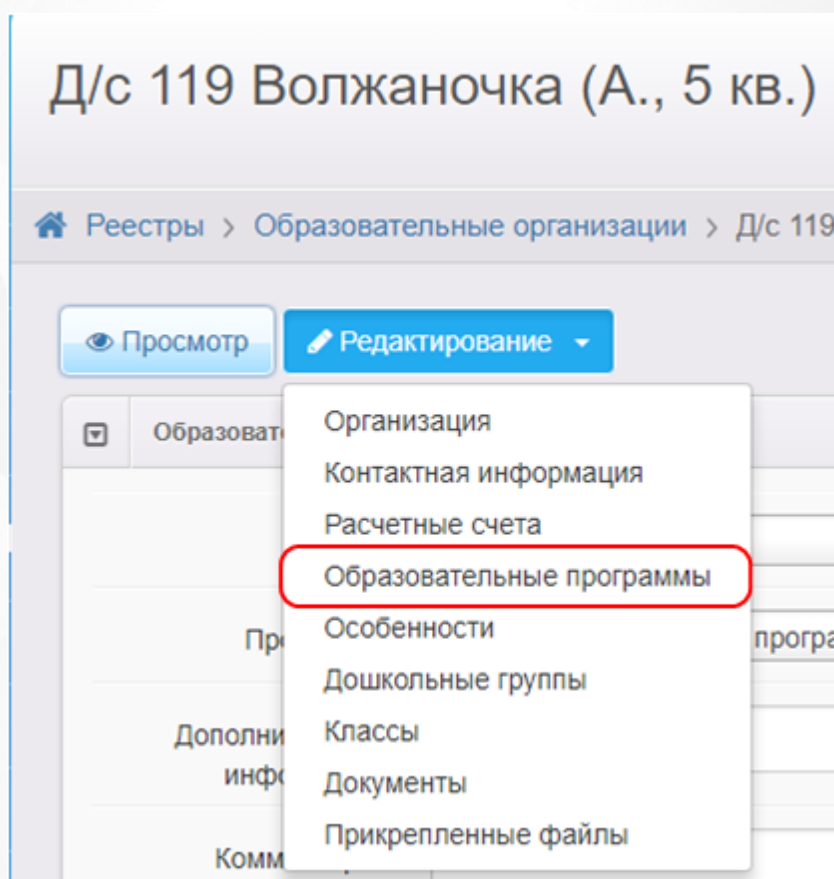 Д/с 119 Волжаночка (А., 5 кв.)
Реестры > Образовательные организации > Д/с 119
Просмотр Редактирование
Организация
Контактная информация
Расчетные счета
Образовательные программы
Особенности
Дошкольные группы
Классы
Документы
Прикрепленные файлы